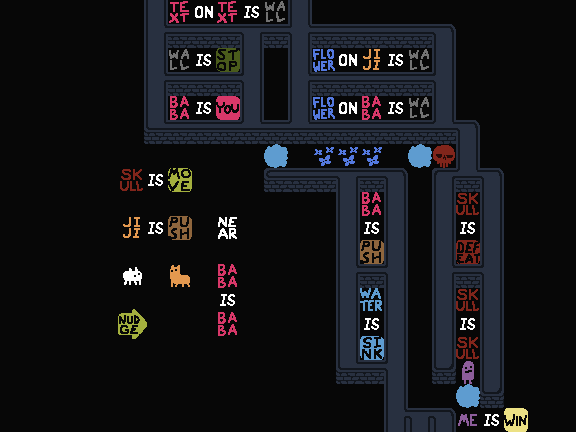 TEXT ON TEXT IS WALL
WALL IS STOP
FLOWER ON JIJI IS WALL
BABA IS YOU
FLOWER ON BABA IS WALL
SKULL IS MOVE
JIJI IS PUSH
NEAR
BABA
IS
BABA
NUDGE
BABA
IS
PUSH
WATER
IS
SINK
SKULL
IS
DEFEAT
SKULL
IS
SKULL
ME IS WIN